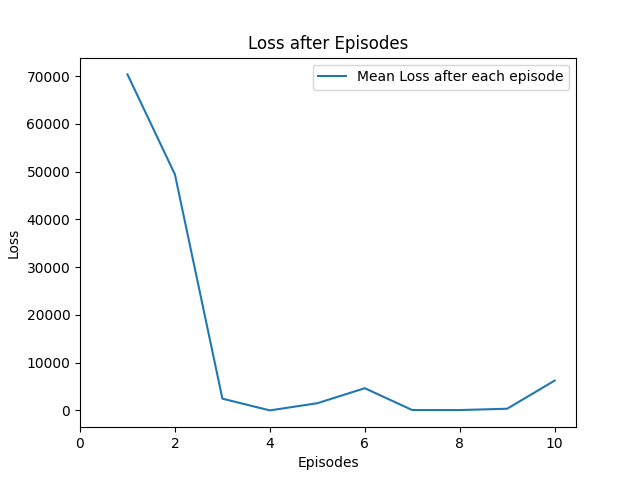 Loss after Episodes
Mean Loss after each episode
70000
60000
50000
40000
30000
20000
10000
0
Loss
0 2 4 6 8 10
Episodes